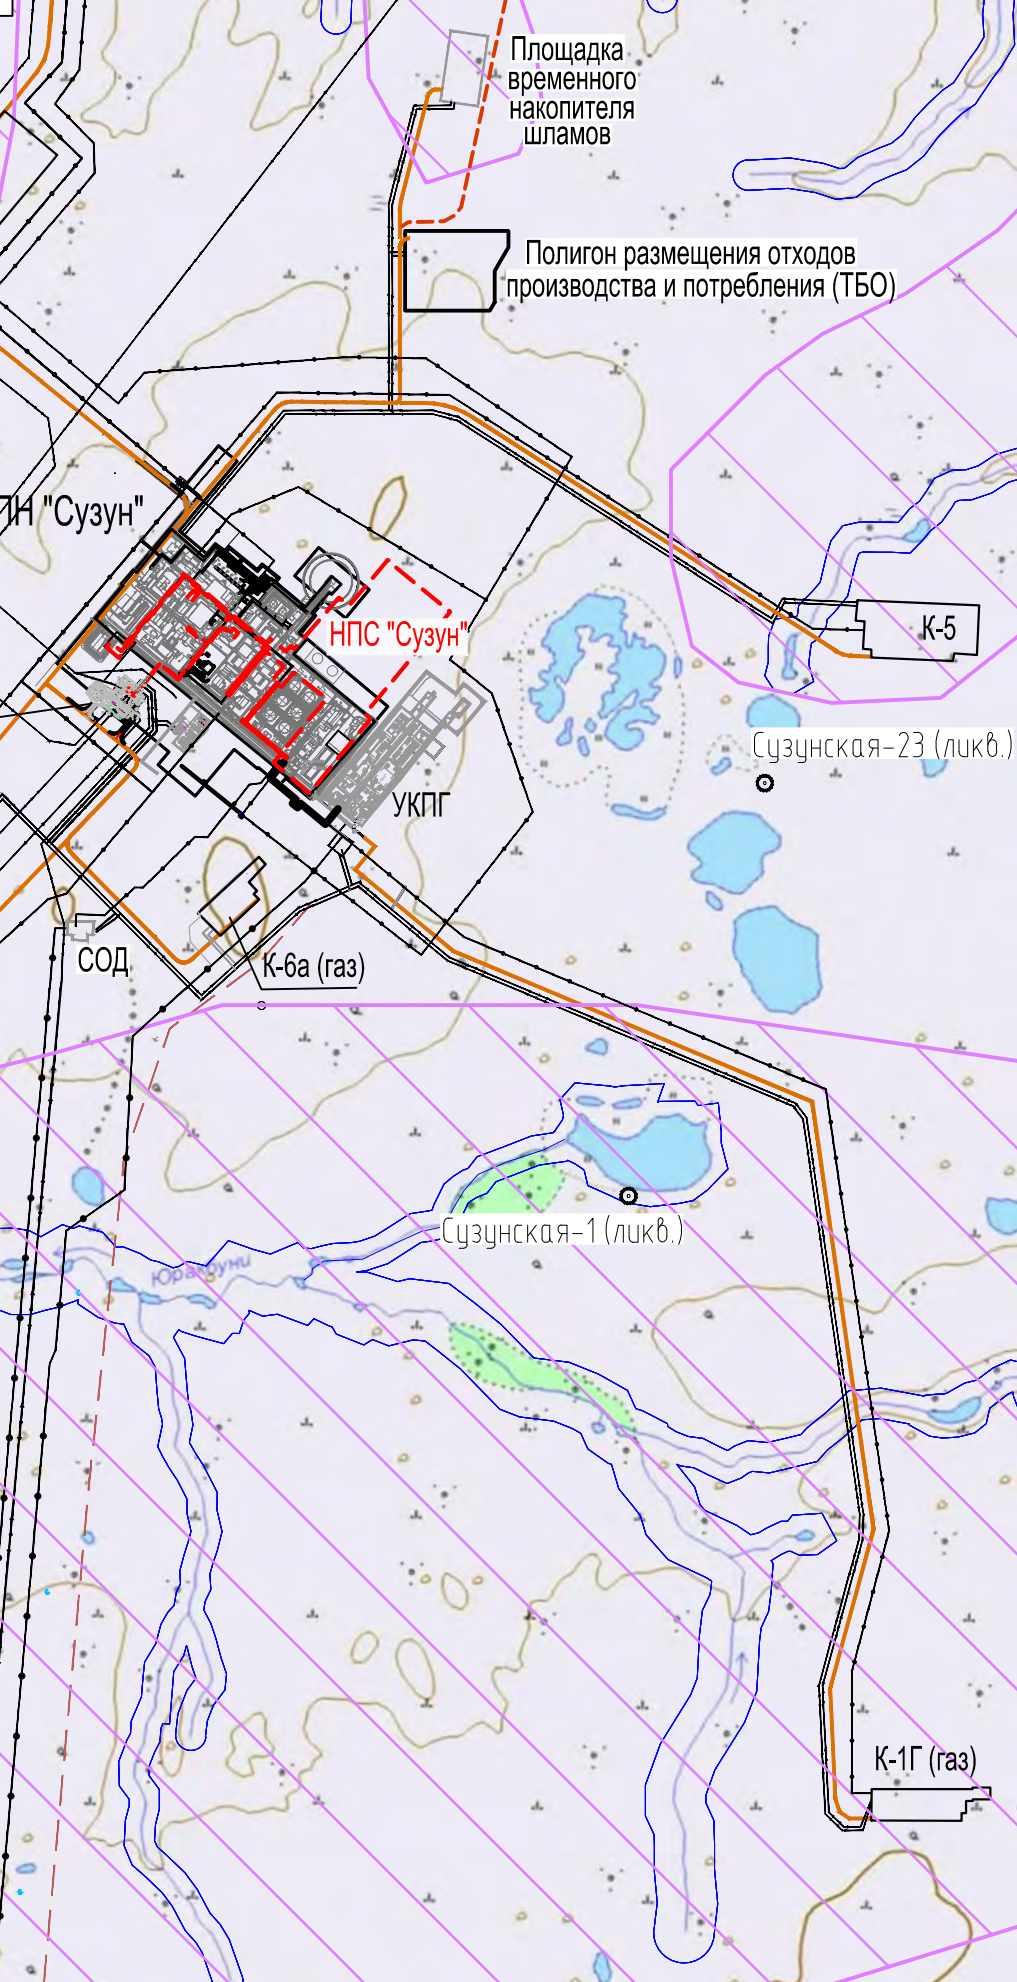 Площадка
временного
накопителя
шламов
Полигон размещения отходов
производства и потребления (ТБО)
ПН "Сузун"
НПС "Сузун"
К-5
Сузунская-23 (ликв.)
УКПГ
СОД
К-6а (газ)
Сузунская-1 (ликв.)
К-1Г (газ)